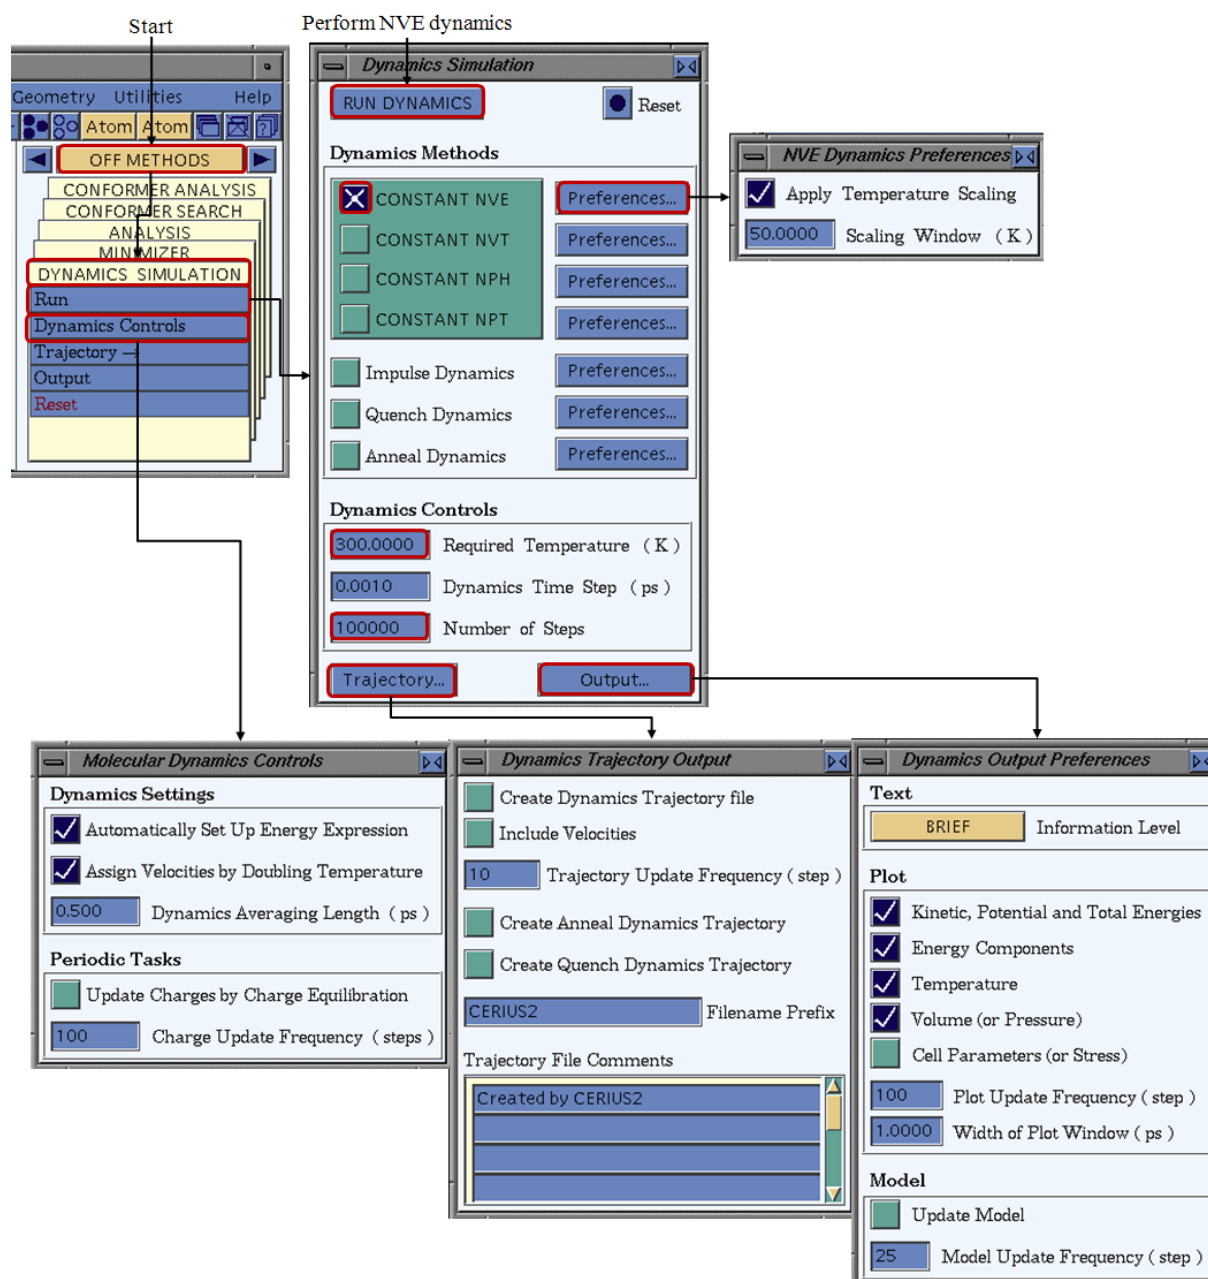 Start
Perform NVE dynamics
Geometry Utilities Help
Atom Atom
OFF METHODS
CONFORMER ANALYSIS
CONFORMER SEARCH
ANALYSIS
MINIMIZER
DYNAMICS SIMULATION
Run
Dynamics Controls
Trajectory
Output
Reset
Dynamics Simulation
RUN DYNAMICS
Reset
Dynamics Methods
CONSTANT NVE Preferences...
CONSTANT NVT Preferences...
CONSTANT NPH Preferences...
CONSTANT NPT Preferences...
Impulse Dynamics Preferences...
Quench Dynamics Preferences...
Anneal Dynamics Preferences...
Dynamics Controls
300.0000 Required Temperature ( K )
0.0010 Dynamics Time Step ( ps )
100000 Number of Steps
Trajectory... Output...
NVE Dynamics Preferences
Apply Temperature Scaling
50.0000 Scaling Window ( K )
Molecular Dynamics Controls
Dynamics Settings
Automatically Set Up Energy Expression
Assign Velocities by Doubling Temperature
0.500 Dynamics Averaging Length ( ps )
Periodic Tasks
Update Charges by Charge Equilibration
100 Charge Update Frequency ( steps )
Dynamics Trajectory Output
Create Dynamics Trajectory file
Include Velocities
10 Trajectory Update Frequency ( step )
Create Anneal Dynamics Trajectory
Create Quench Dynamics Trajectory
CERIUS2 Filename Prefix
Trajectory File Comments
Created by CERIUS2
Dynamics Output Preferences
Text
BRIEF Information Level
Plot
Kinetic, Potential and Total Energies
Energy Components
Temperature
Volume (or Pressure)
Cell Parameters (or Stress)
100 Plot Update Frequency ( step )
1.0000 Width of Plot Window ( ps )
Model
Update Model
25 Model Update Frequency ( step )